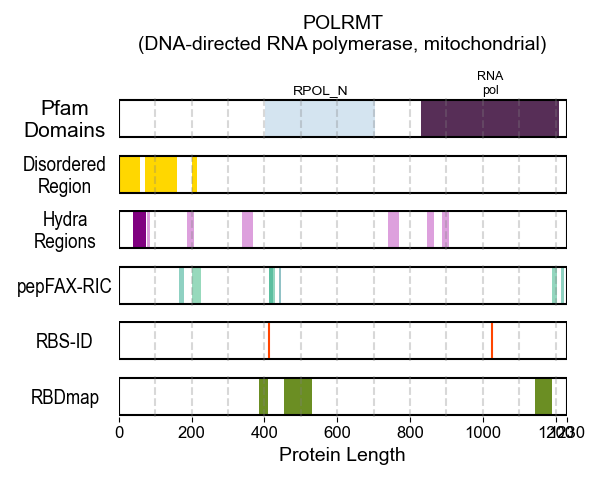 POLRMT
(DNA-directed RNA polymerase, mitochondrial)
RNA
RPOL_N
pol
Pfam
Domains
Disordered
Region
Hydra
Regions
pepFAX-RIC
RBS-ID
RBDmap
0 200 400 600 800 1000 1200 1230
Protein Length